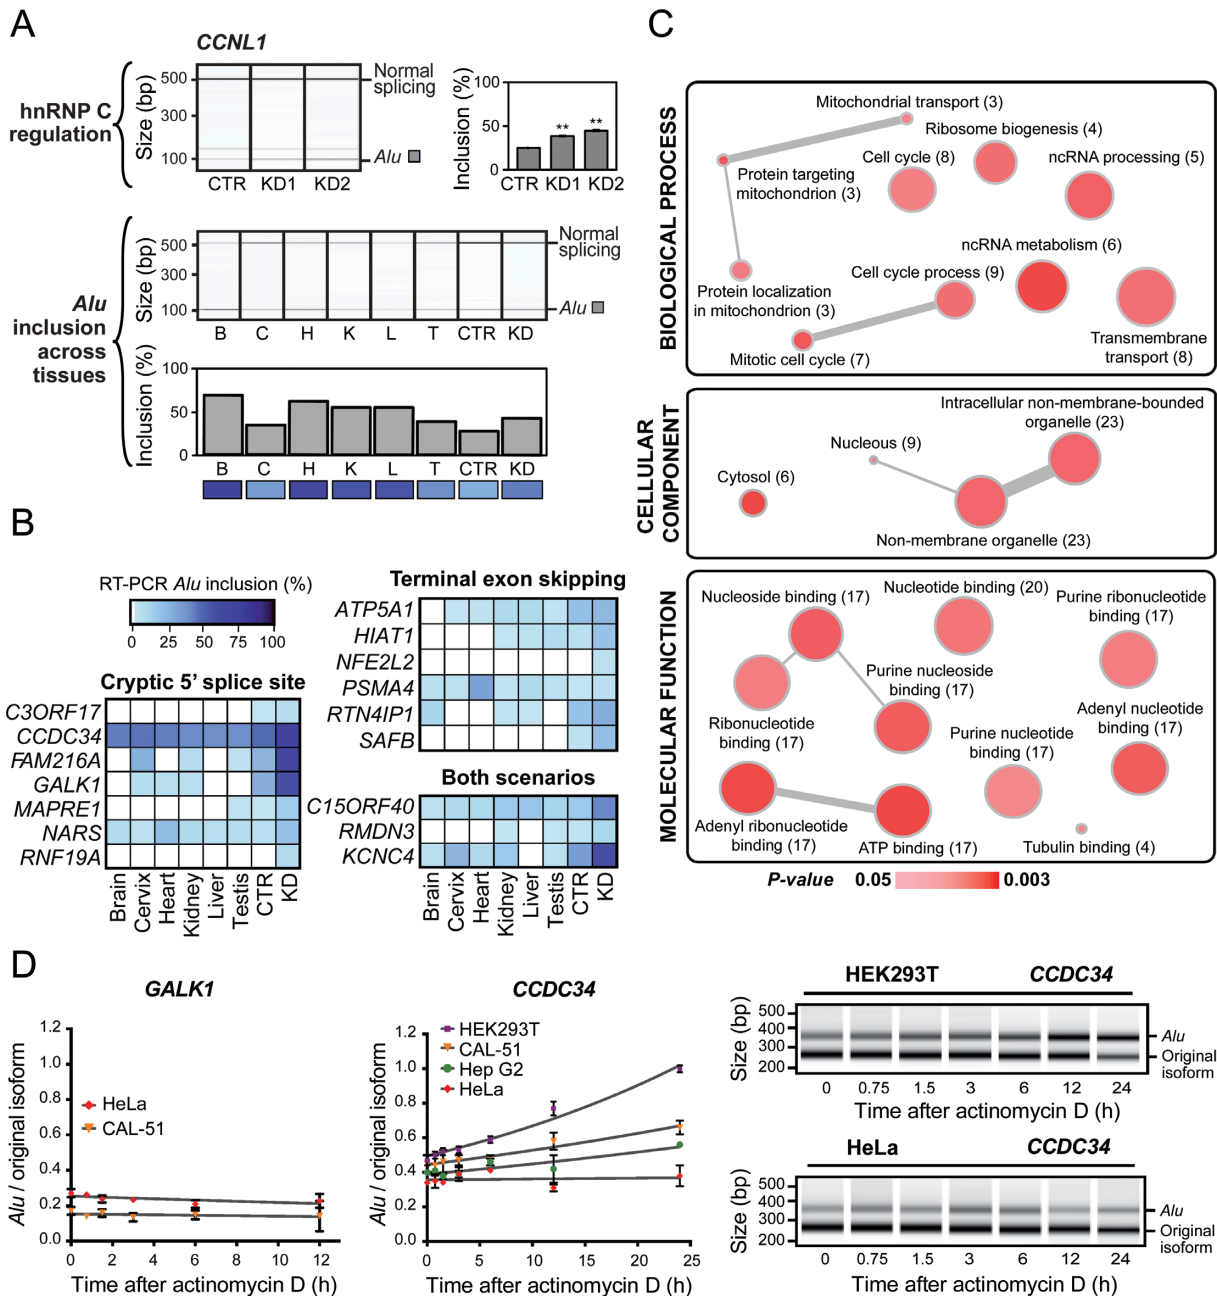 A
CCNL1
hnRNP C
regulation
Size (bp)
500
300
100
Normal
splicing
Alu
CTR KD1 KD2
Inclusion (%)
100
50
0
** **
CTR KD1 KD2
Alu
inclusion
across
tissues
Size (bp)
500
300
100
Normal
splicing
Alu
B C H K L T CTR KD
Inclusion (%)
100
50
0
B C H K L T CTR KD
B
RT-PCR Alu inclusion (%)
0 25 50 75 100
Cryptic 5' splice site
C3ORF17
CCDC34
FAM216A
GALK1
MAPRE1
NARS
RNF19A
Brain
Cervix
Heart
Kidney
Liver
Testis
CTR
KD
Terminal exon skipping
ATP5A1
HIAT1
NFE2L2
PSMA4
RTN4IP1
SAFB
Both scenarios
C15ORF40
RMDN3
KCNC4
Brain
Cervix
Heart
Kidney
Liver
Testis
CTR
KD
C
BIOLOGICAL PROCESS
Mitochondrial transport (3)
Ribosome biogenesis (4)
Cell cycle (8)
ncRNA processing (5)
Protein targeting
mitochondrion (3)
ncRNA metabolism (6)
Cell cycle process (9)
Protein localization
in mitochondrion (3)
Mitotic cell cycle (7)
Transmembrane
transport (8)
CELLULAR
COMPONENT
Intracellular non-membrane-bounded
organelle (23)
Nucleous (9)
Cytosol (6)
Non-membrane organelle (23)
MOLECULAR FUNCTION
Nucleoside binding (17)
Nucleotide binding (20)
Purine ribonucleotide
binding (17)
Purine nucleoside
binding (17)
Ribonucleotide
binding (17)
Purine nucleotide
binding (17)
Adenyl nucleotide
binding (17)
Adenyl ribonucleotide
binding (17)
ATP binding (17)
Tubulin binding (4)
P-value 0.05 0.003
D
GALK1
Alu / original isoform
1.2
1.0
0.8
0.6
0.4
0.2
0.0
HeLa
CAL-51
0 2 4 6 8 10 12
Time after actinomycin D (h)
CCDC34
Alu / original isoform
1.2
1.0
0.8
0.6
0.4
0.2
0.0
HEK293T
CAL-51
Hep G2
HeLa
0 5 10 15 20 25
Time after actinomycin D (h)
HEK293T CCDC34
Size (bp)
500
400
300
200
Alu
Original
isoform
0 0.75 1.5 3 6 12 24
Time after actinomycin D (h)
HeLa CCDC34
Size (bp)
500
400
300
200
Alu
Original
isoform
0 0.75 1.5 3 6 12 24
Time after actinomycin D (h)